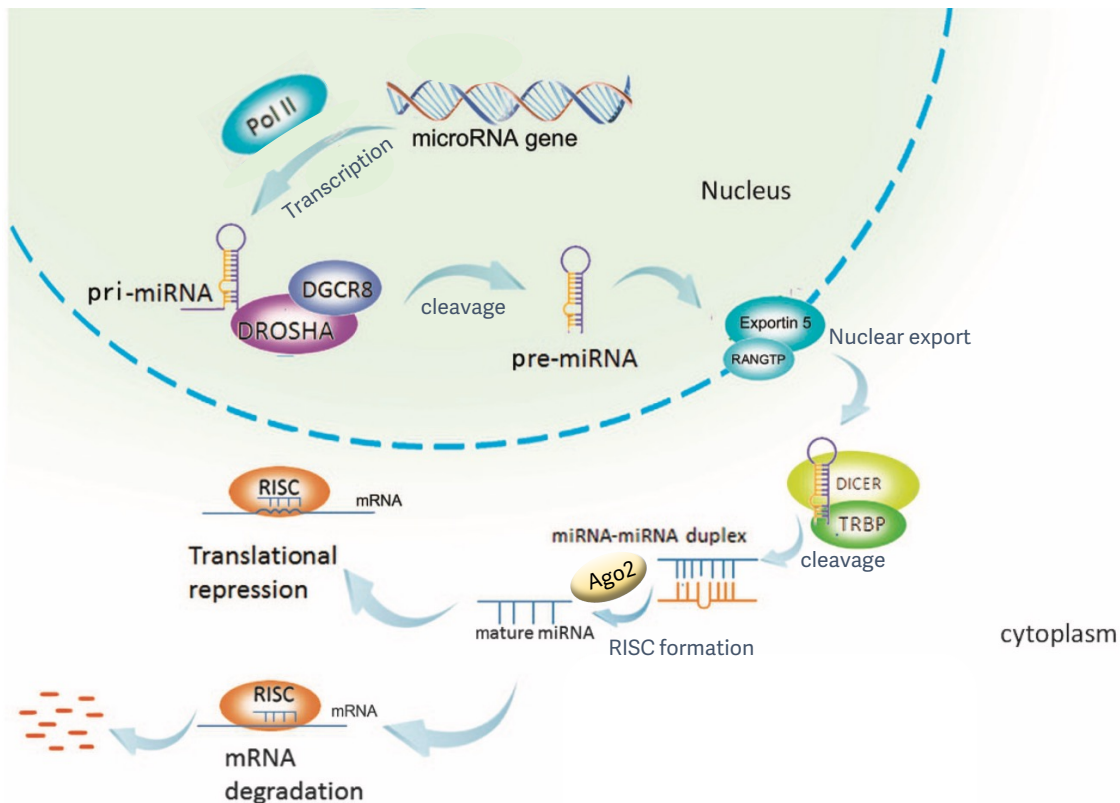 Pol II
microRNA gene
Transcription
Nucleus
pri-miRNA
DGCR8
DROSHA
cleavage
pre-miRNA
Exportin 5
RANGTP
Nuclear export
DICER
TRBP
cleavage
miRNA-miRNA duplex
Ago2
mature miRNA
RISC formation
cytoplasm
RISC
mRNA
Translational
repression
RISC
mRNA
mRNA
degradation